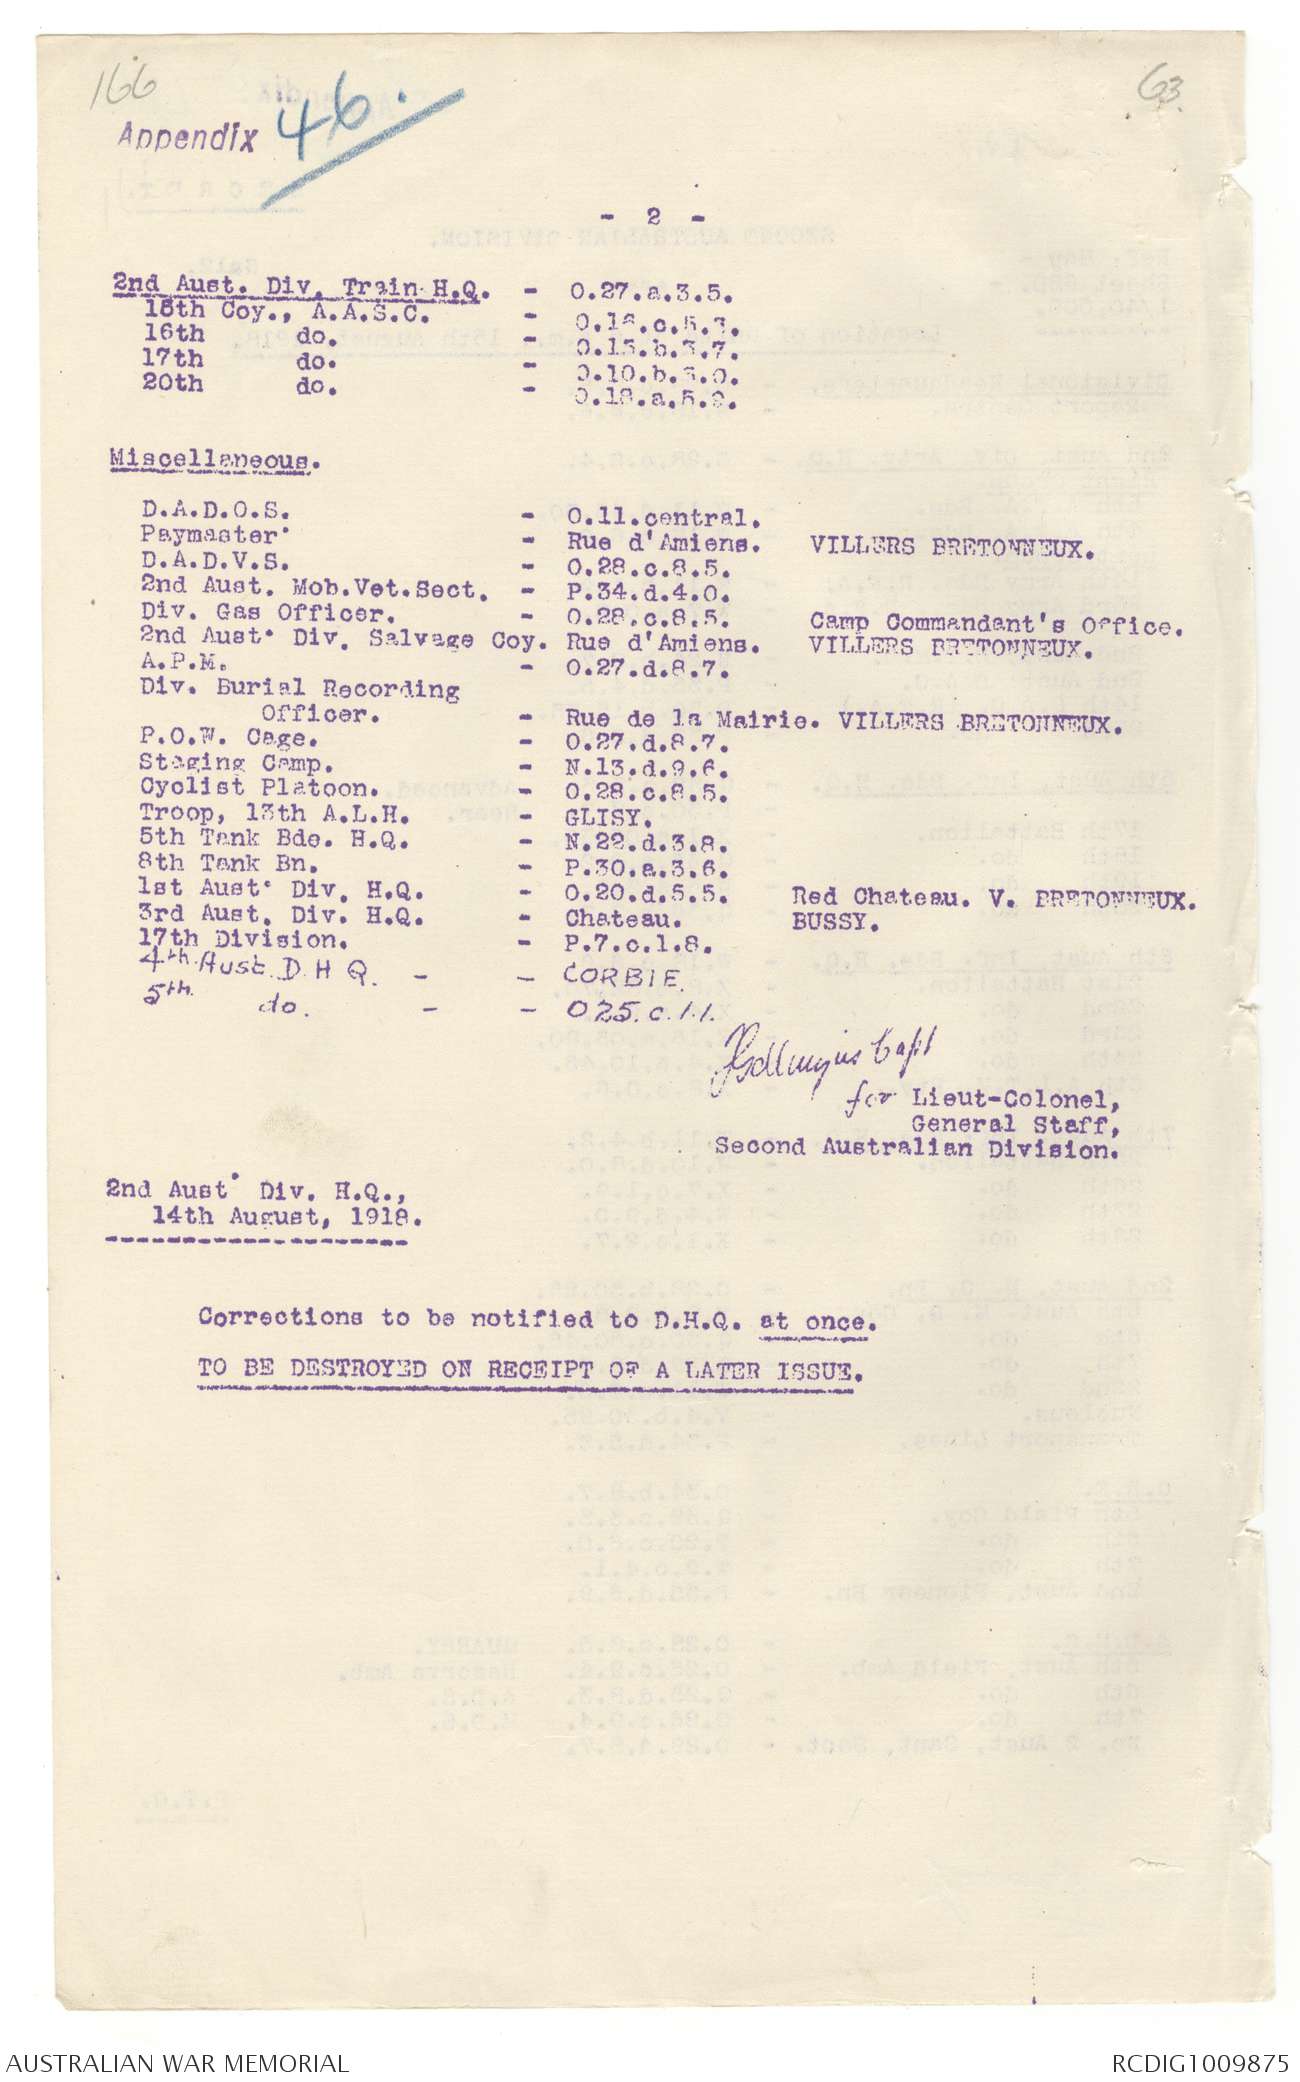 166
63
Appendix 46.
- 2 -
2nd Aust. Div. Train H.Q. - O.27.a.3.5.
15th Coy., A.A.S.C. - O.16.c.5.3.
16th do. - O.15.b.3.7.
17th do. - O.10.b.3.0.
20th do. - O.18.a.5.9.
Miscellaneous.
D.A.D.O.S. - O.11.central.
Paymaster - Rue d'Amiens. VILLERS BRETONNEUX.
D.A.D.V.S. - O.28.c.8.5.
2nd Aust. Mob.Vet.Sect. - P.34.d.4.0.
Div. Gas Officer. - O.28.c.8.5. Camp Commandant's Office.
2nd Aust. Div. Salvage Coy. Rue d'Amiens. VILLERS BRETONNEUX.
A.P.M. - O.27.d.8.7.
Div. Burial Recording
Officer. - Rue de la Mairie. VILLERS BRETONNEUX.
P.O.W. Cage. - O.27.d.8.7.
Staging Camp. - N.13.d.9.6.
Cyclist Platoon. - O.28.c.8.5.
Troop, 13th A.L.H. - GLISY.
5th Tank Bde. H.Q. - N.22.d.3.8.
8th Tank Bn. - P.30.a.3.6.
1st Aust. Div. H.Q. - O.20.d.5.5. Red Chateau. V. BRETONNEUX.
3rd Aust. Div. H.Q. - Chateau. BUSSY.
17th Division. - P.7.c.1.8.
4th Aust. D H Q. - - CORBIE.
5th do. - - O25.c.1.1.
Capt
for Lieut-Colonel,
General Staff,
Second Australian Division.
2nd Aust. Div. H.Q.,
14th August, 1918.
Corrections to be notified to D.H.Q. at once.
TO BE DESTROYED ON RECEIPT OF A LATER ISSUE.
AUSTRALIAN WAR MEMORIAL
RCDIG1009875